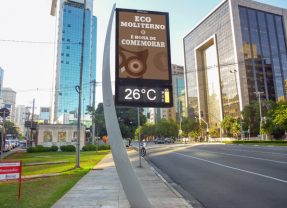 ECO
MOLITERNO
É HORA DE
COMEMORAR
26°C